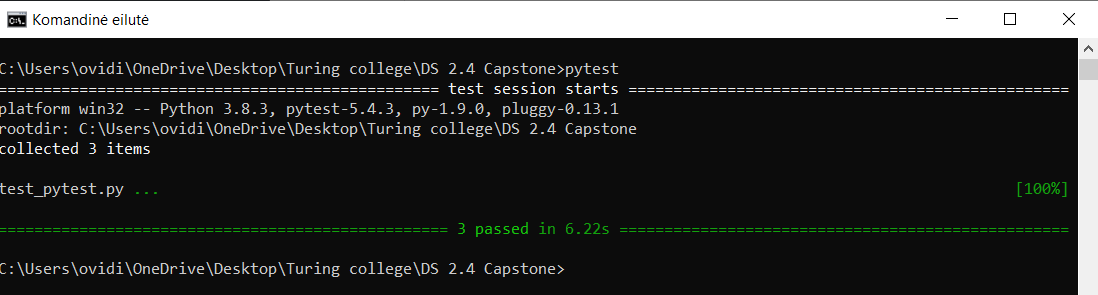 Komandinė eilutė
C:\Users\ovidi\OneDrive\Desktop\Turing college\DS 2.4 Capstone>pytest
================================================= test session starts =================================================
platform win32 -- Python 3.8.3, pytest-5.4.3, py-1.9.0, pluggy-0.13.1
rootdir: C:\Users\ovidi\OneDrive\Desktop\Turing college\DS 2.4 Capstone
collected 3 items
test_pytest.py ... [100%]
================================================== 3 passed in 6.22s ==================================================
C:\Users\ovidi\OneDrive\Desktop\Turing college\DS 2.4 Capstone>